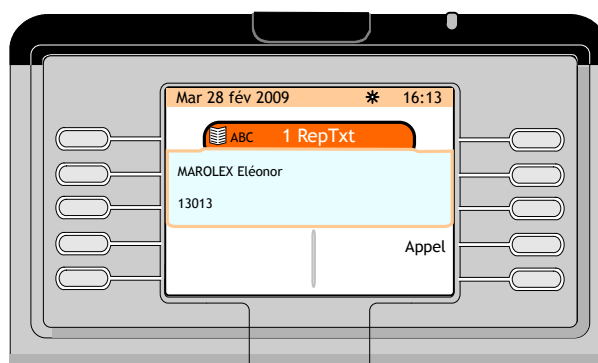 Mar 28 fév 2009 16:13
ABC 1 RepTxt
MAROLEX Eléonor
13013
Appel